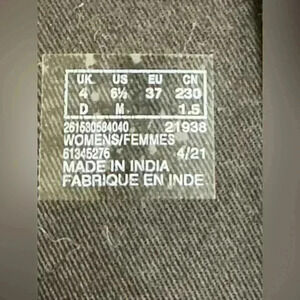 UK US EU CN
4 6½ 37 230
D M 1.5
261530584040 21938
WOMENS/FEMMES
61345275 4/21
MADE IN INDIA
FABRIQUE EN INDE